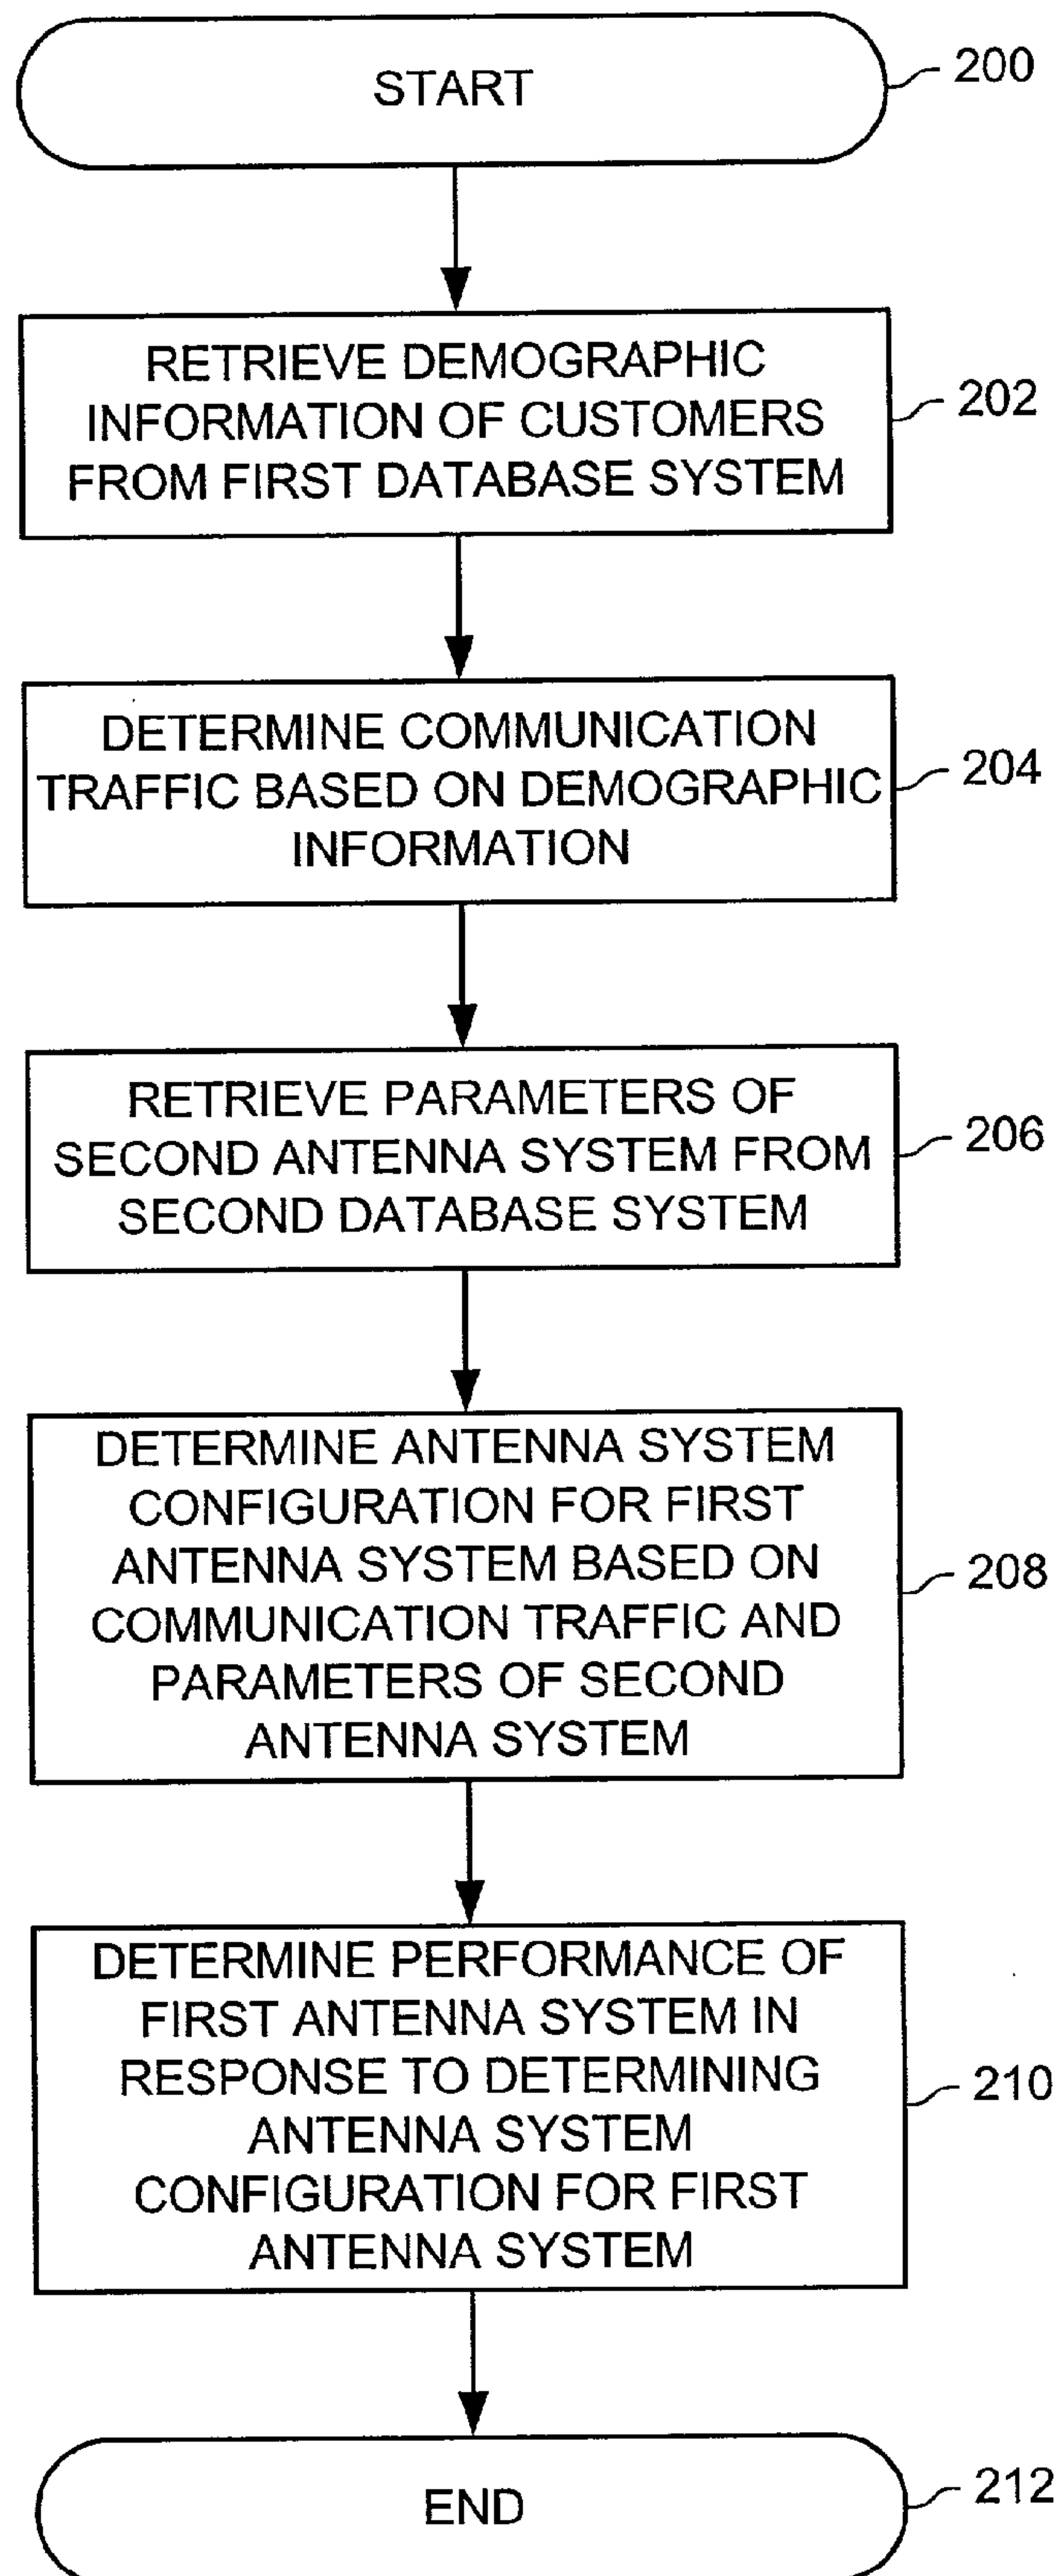 START
200
RETRIEVE DEMOGRAPHIC
INFORMATION OF CUSTOMERS
FROM FIRST DATABASE SYSTEM
202
DETERMINE COMMUNICATION
TRAFFIC BASED ON DEMOGRAPHIC
INFORMATION
204
RETRIEVE PARAMETERS OF
SECOND ANTENNA SYSTEM FROM
SECOND DATABASE SYSTEM
206
DETERMINE ANTENNA SYSTEM
CONFIGURATION FOR FIRST
ANTENNA SYSTEM BASED ON
COMMUNICATION TRAFFIC AND
PARAMETERS OF SECOND
ANTENNA SYSTEM
208
DETERMINE PERFORMANCE OF
FIRST ANTENNA SYSTEM IN
RESPONSE TO DETERMINING
ANTENNA SYSTEM
CONFIGURATION FOR FIRST
ANTENNA SYSTEM
210
END
212